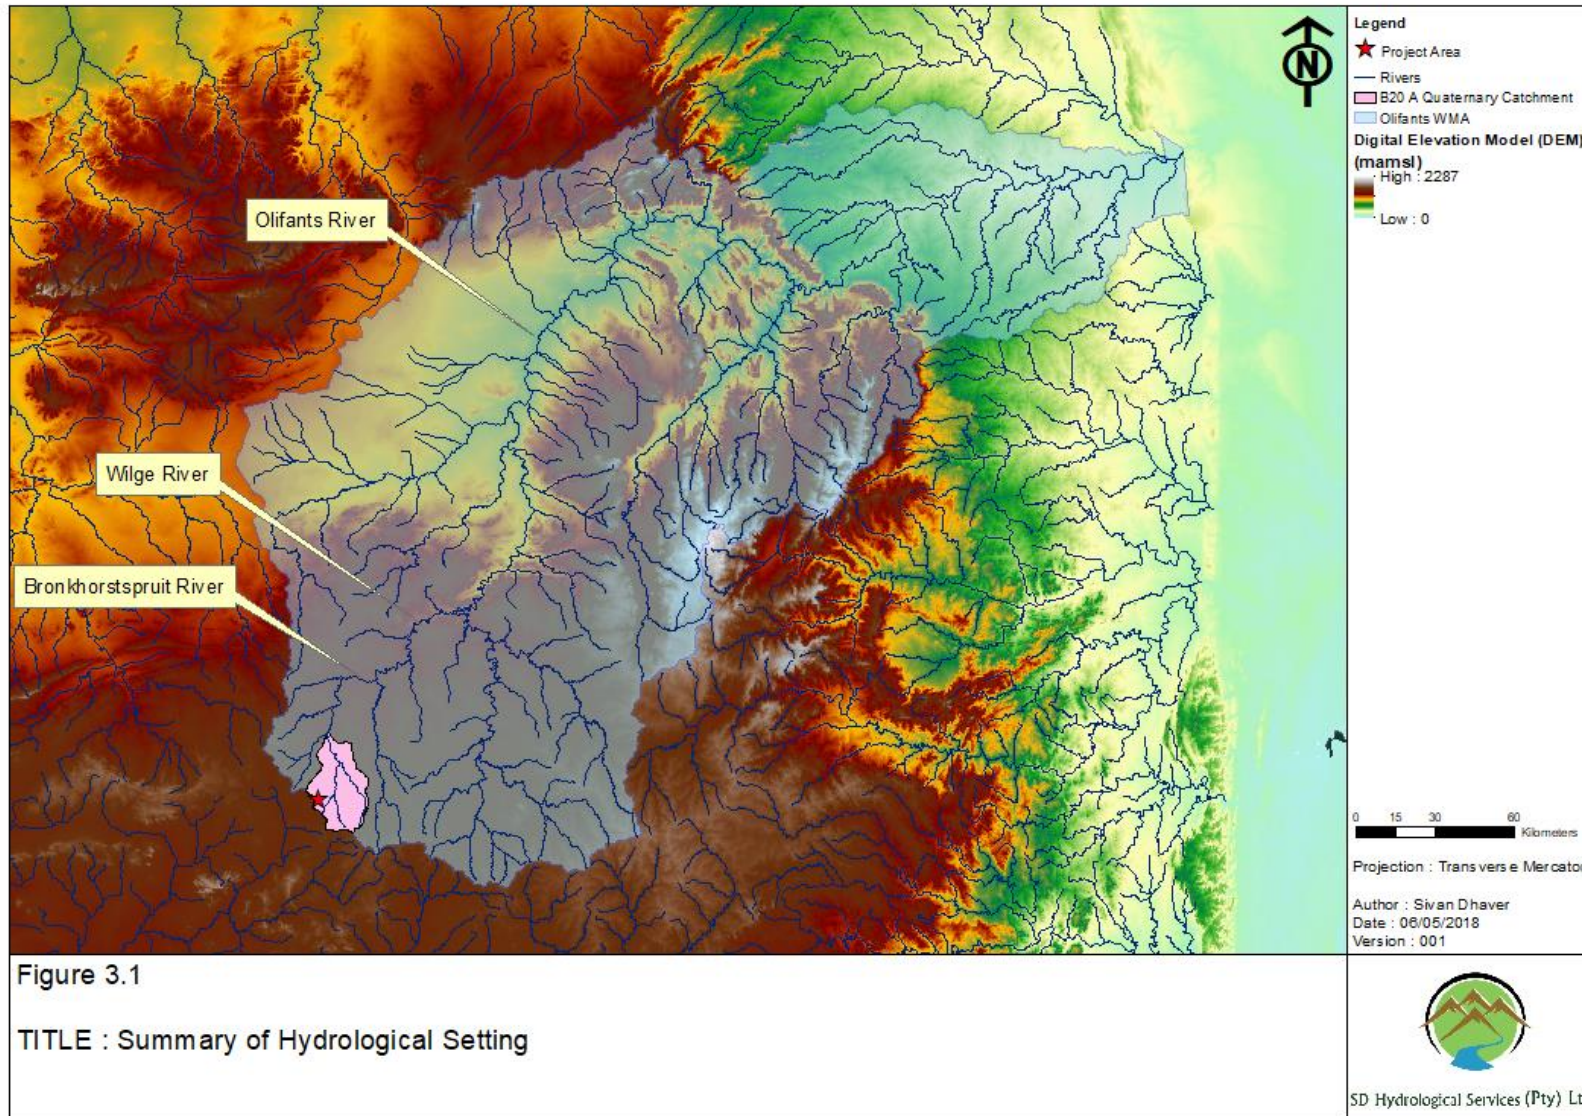 Olifants River
Wilge River
Bronkhorstspruit River
N
Legend
Project Area
Rivers
B20 A Quaternary Catchment
Olifants WMA
Digital Elevation Model (DEM)
(mamsl)
High : 2287
Low : 0
0 15 30 60
Kilometers
Projection : Transverse Mercator
Author : Sivan Dhaver
Date : 06/05/2018
Version : 001
Figure 3.1
TITLE : Summary of Hydrological Setting
SD Hydrological Services (Pty) Lt